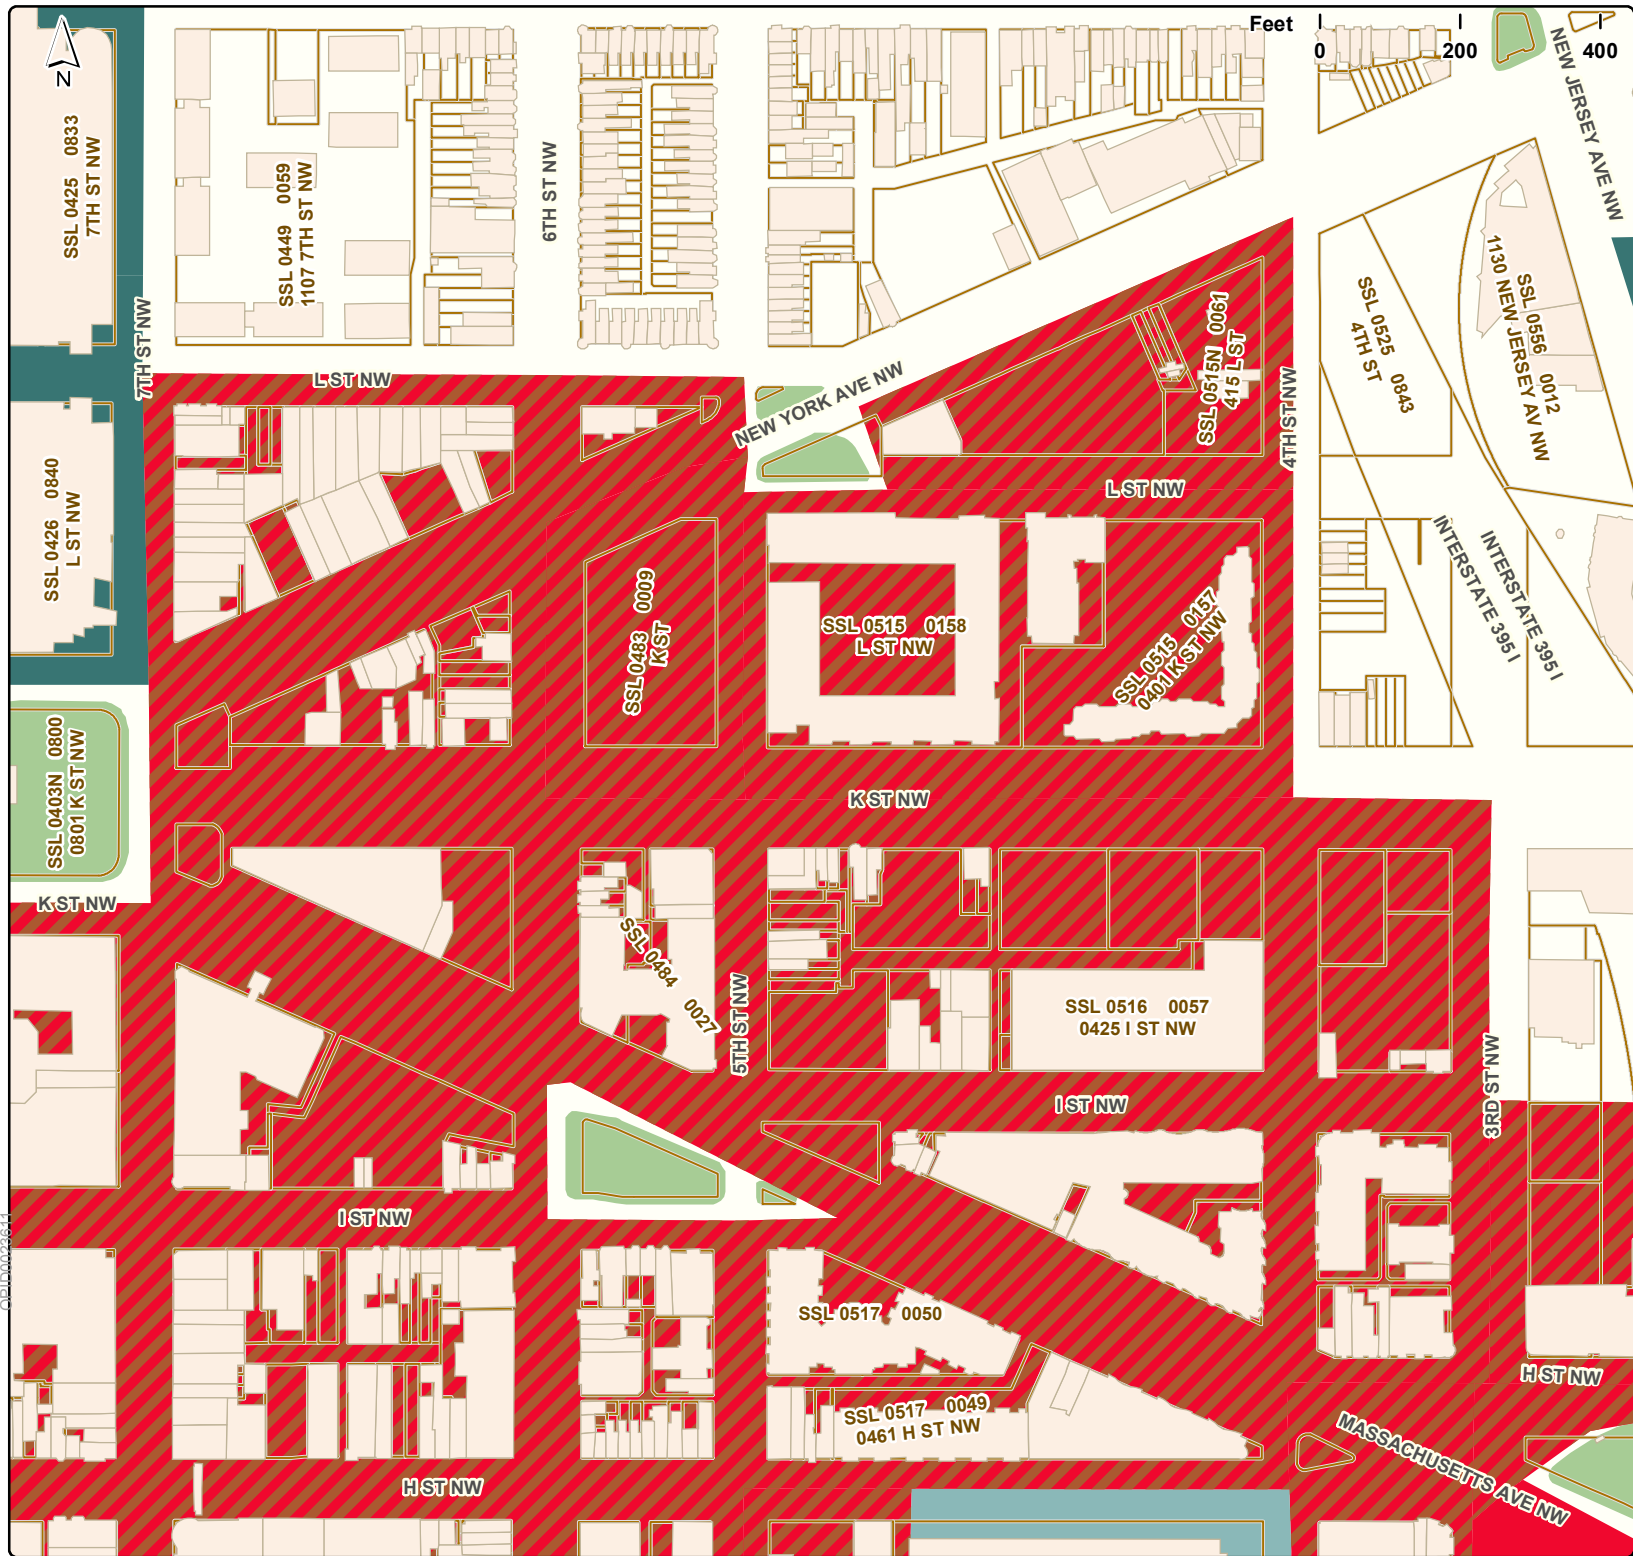 Feet
0
200
400
N
NEW JERSEY AVE NW
SSL 0425 0833
7TH ST NW
SSL 0449 0059
1107 7TH ST NW
6TH ST NW
7TH ST NW
L ST NW
NEW YORK AVE NW
SSL 0515N 0061
415 L ST
4TH ST NW
SSL 0525 0843
4TH ST
SSL 0556 0012
1130 NEW JERSEY AV NW
SSL 0426 0840
L ST NW
L ST NW
INTERSTATE 395 I
INTERSTATE 395 I
SSL 0483 0009
K ST
SSL 0515 0158
L ST NW
SSL 0515 0157
0401 K ST NW
SSL 0403N 0800
0801 K ST NW
K ST NW
K ST NW
SSL 0484 0027
5TH ST NW
SSL 0516 0057
0425 I ST NW
3RD ST NW
I ST NW
I ST NW
SSL 0517 0050
SSL 0517 0049
0461 H ST NW
H ST NW
MASSACHUSETTS AVE NW
H ST NW